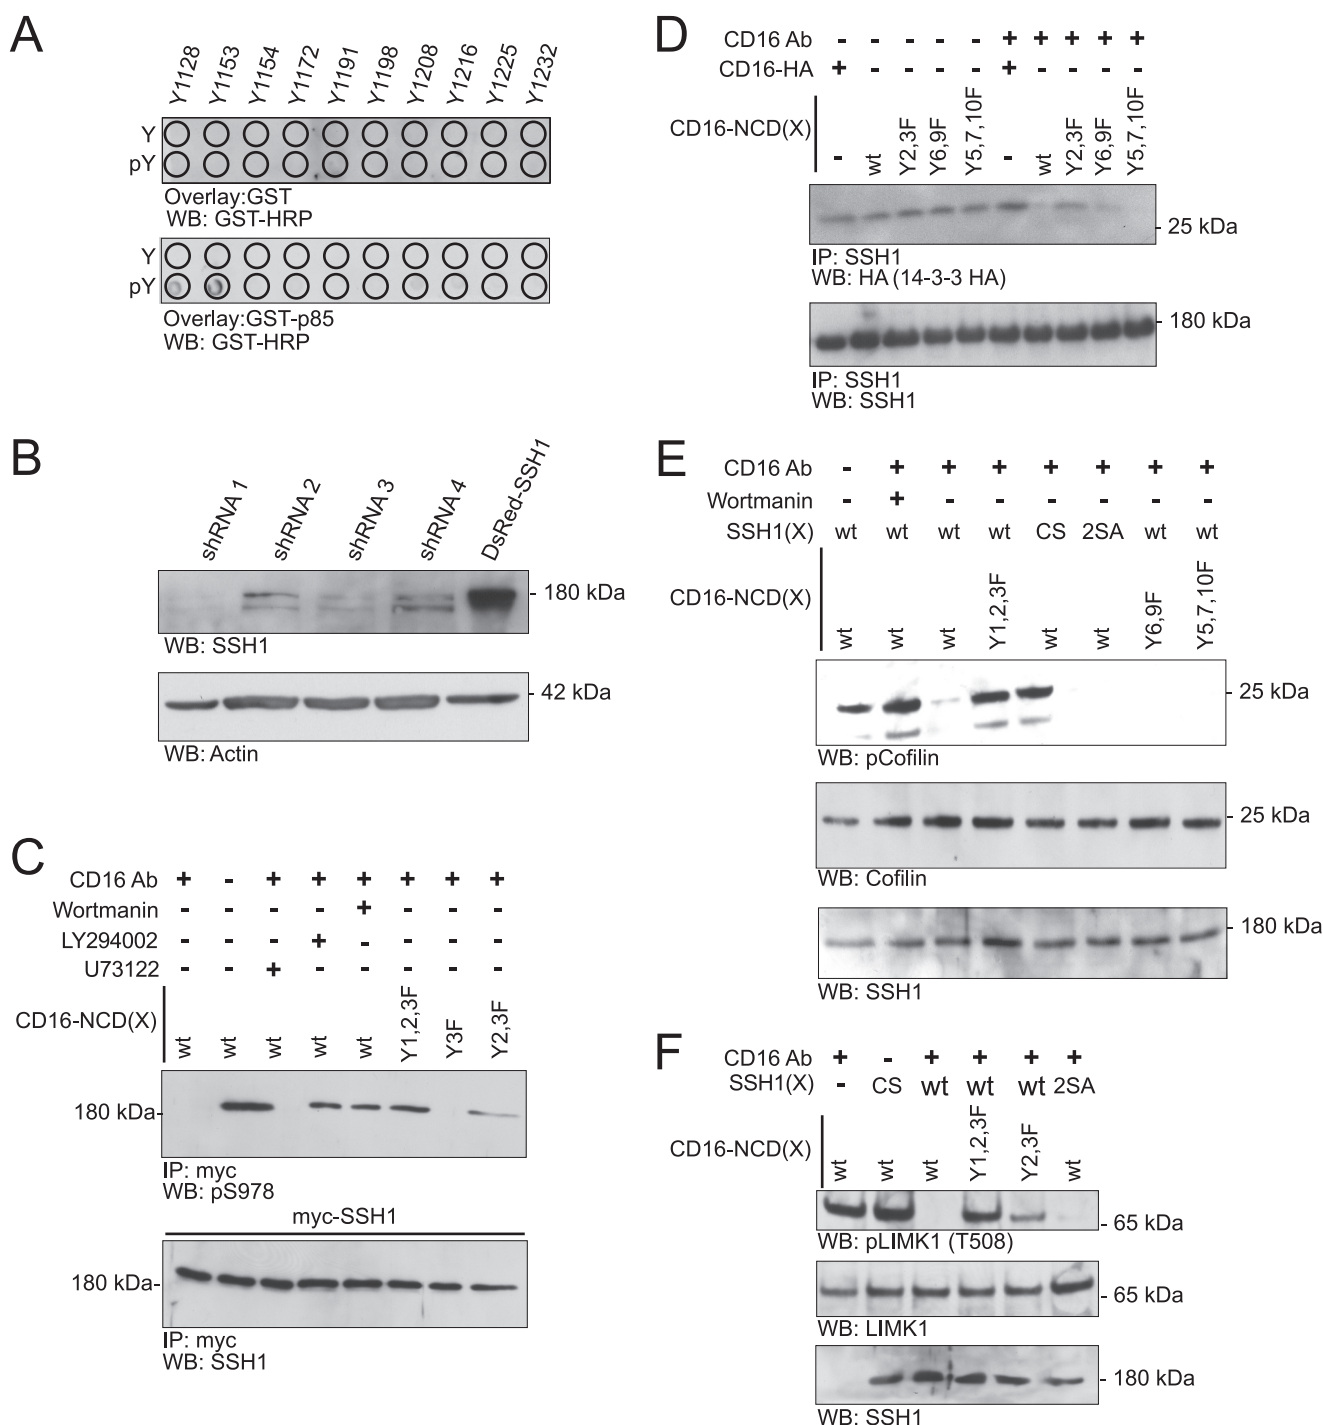 A
Y1128 Y1153 Y1154 Y1172 Y1191 Y1198 Y1208 Y1216 Y1225 Y1232
Y
pY
Overlay:GST
WB: GST-HRP
Y
pY
Overlay:GST-p85
WB: GST-HRP
B
shRNA1 shRNA2 shRNA3 shRNA4 DsRed-SSH1
- 180 kDa
WB: SSH1
- 42 kDa
WB: Actin
C
CD16 Ab + - + + + + + +
Wortmanin - - - - + - - -
LY294002 - - - + - - - -
U73122 - - + - - - - -
CD16-NCD(X) wt wt wt wt wt Y1,2,3F Y3F Y2,3F
180 kDa-
IP: myc
WB: pS978
myc-SSH1
180 kDa-
IP: myc
WB: SSH1
D
CD16 Ab - - - - - + + + + +
CD16-HA + - - - - + - - - -
CD16-NCD(X) - wt Y2,3F Y6,9F Y5,7,10F - wt Y2,3F Y6,9F Y5,7,10F
- 25 kDa
IP: SSH1
WB: HA (14-3-3 HA)
- 180 kDa
IP: SSH1
WB: SSH1
E
CD16 Ab - + + + + + + +
Wortmanin - + - - - - - -
SSH1(X) wt wt wt wt CS 2SA wt wt
CD16-NCD(X) wt wt wt Y1,2,3F wt wt Y6,9F Y5,7,10F
- 25 kDa
WB: pCofilin
- 25 kDa
WB: Cofilin
- 180 kDa
WB: SSH1
F
CD16 Ab + - + + + +
SSH1(X) - CS wt wt wt 2SA
CD16-NCD(X) wt wt wt Y1,2,3F Y2,3F wt
- 65 kDa
WB: pLIMK1 (T508)
- 65 kDa
WB: LIMK1
- 180 kDa
WB: SSH1